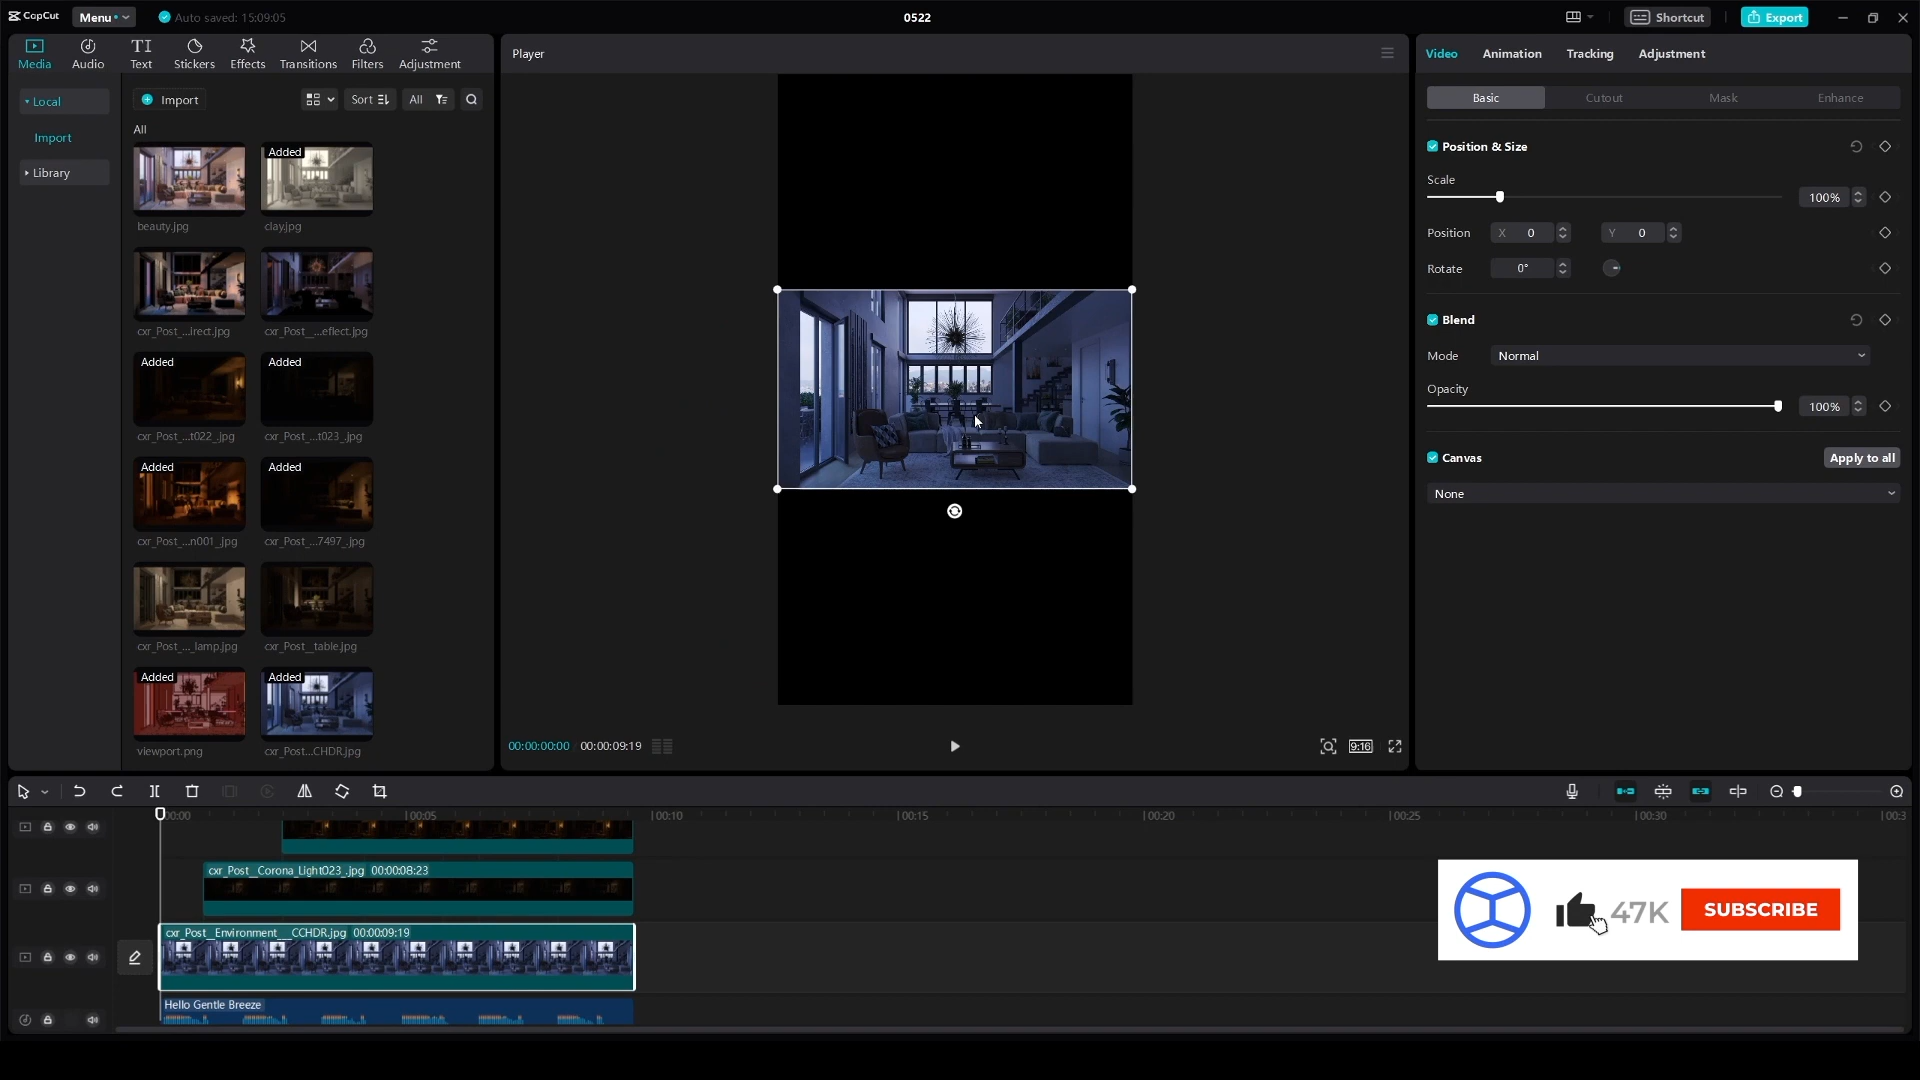 CapCut
Menu
Auto saved: 15:09:05
0522
Shortcut
Export
Media
Audio
TI
Text
Stickers
Effects
Transitions
Filters
Adjustment
Local
Import
Library
Import
Sort
All
All
Added
beauty.jpg
clay.jpg
cxr_Post_...irect.jpg
cxr_Post_...eflect.jpg
Added
Added
cxr_Post_...t022_.jpg
cxr_Post_...t023_.jpg
Added
Added
cxr_Post_...n001_.jpg
cxr_Post_...7497_.jpg
cxr_Post_..._lamp.jpg
cxr_Post__table.jpg
Added
Added
viewport.png
cxr_Post...CHDR.jpg
Player
00:00:00:00
00:00:09:19
9:16
Video
Animation
Tracking
Adjustment
Basic
Cutout
Mask
Enhance
Position & Size
Scale
100%
Position
X 0
Y 0
Rotate
0°
Blend
Mode
Normal
Opacity
100%
Canvas
Apply to all
None
00:00
00:05
00:10
00:15
00:20
00:25
00:30
00:3
cxr_Post__Corona_Light023_.jpg 00:00:08:23
cxr_Post__Environment___CCHDR.jpg 00:00:09:19
Hello Gentle Breeze
47K
SUBSCRIBE